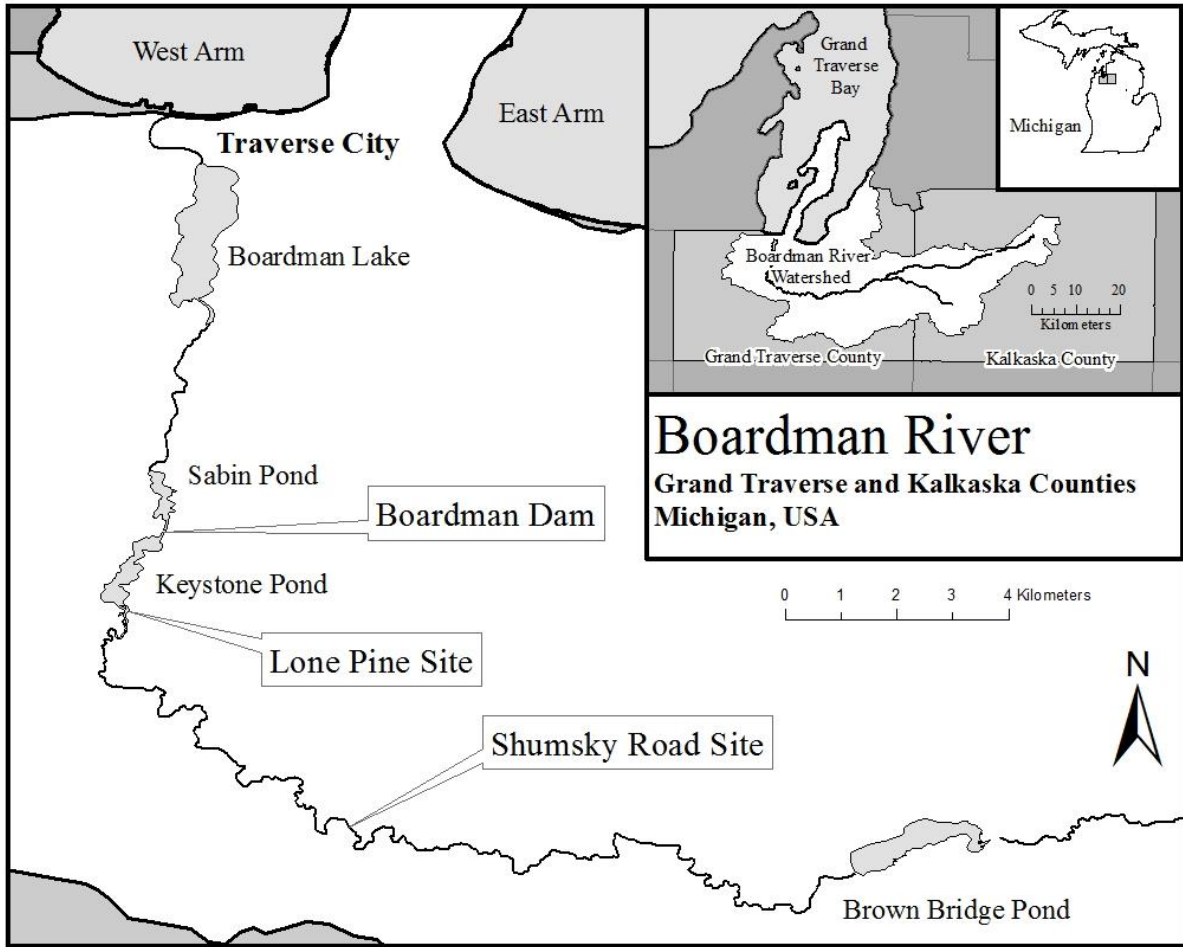 West Arm
East Arm
Traverse City
Boardman Lake
Sabin Pond
Boardman Dam
Keystone Pond
Lone Pine Site
Shumsky Road Site
Brown Bridge Pond
Grand
Traverse
Bay
Michigan
Boardman River
Watershed
0 5 10 20
Kilometers
Grand Traverse County
Kalkaska County
Boardman River
Grand Traverse and Kalkaska Counties
Michigan, USA
0 1 2 3 4 Kilometers
N